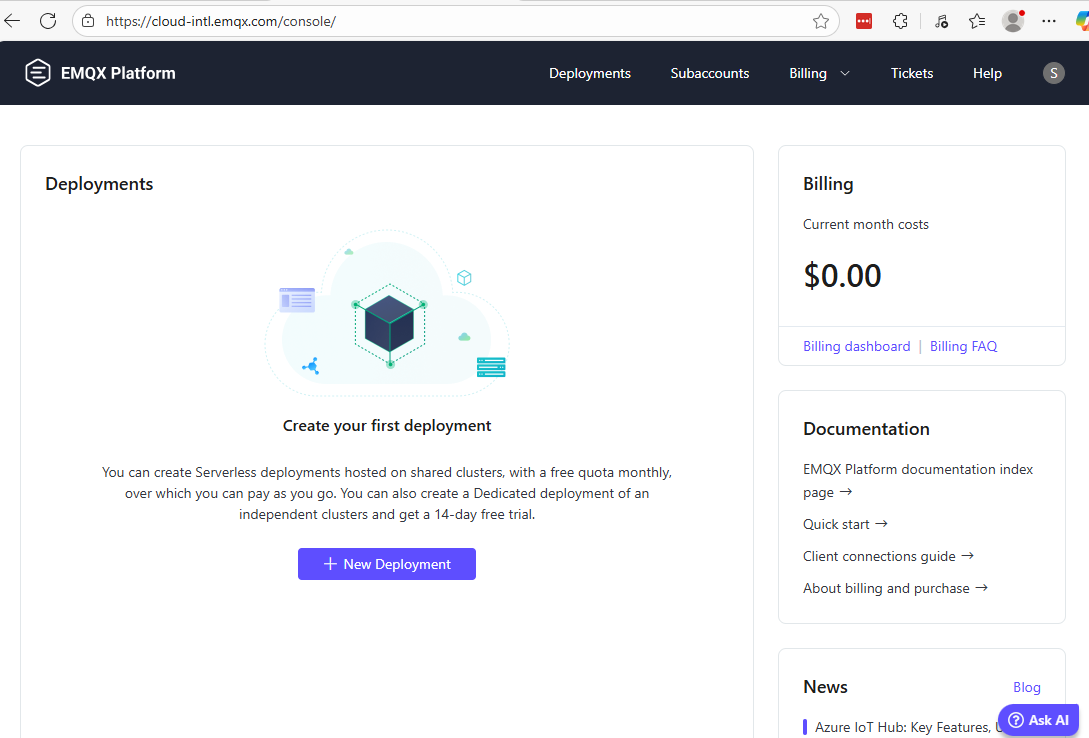 https://cloud-intl.emqx.com/console/
EMQX Platform
Deployments
Subaccounts
Billing
Tickets
Help
S
Deployments
Create your first deployment
You can create Serverless deployments hosted on shared clusters, with a free quota monthly,
over which you can pay as you go. You can also create a Dedicated deployment of an
independent clusters and get a 14-day free trial.
+ New Deployment
Billing
Current month costs
$0.00
Billing dashboard | Billing FAQ
Documentation
EMQX Platform documentation index
page →
Quick start →
Client connections guide →
About billing and purchase →
News
Blog
Azure IoT Hub: Key Features,
Ask AI